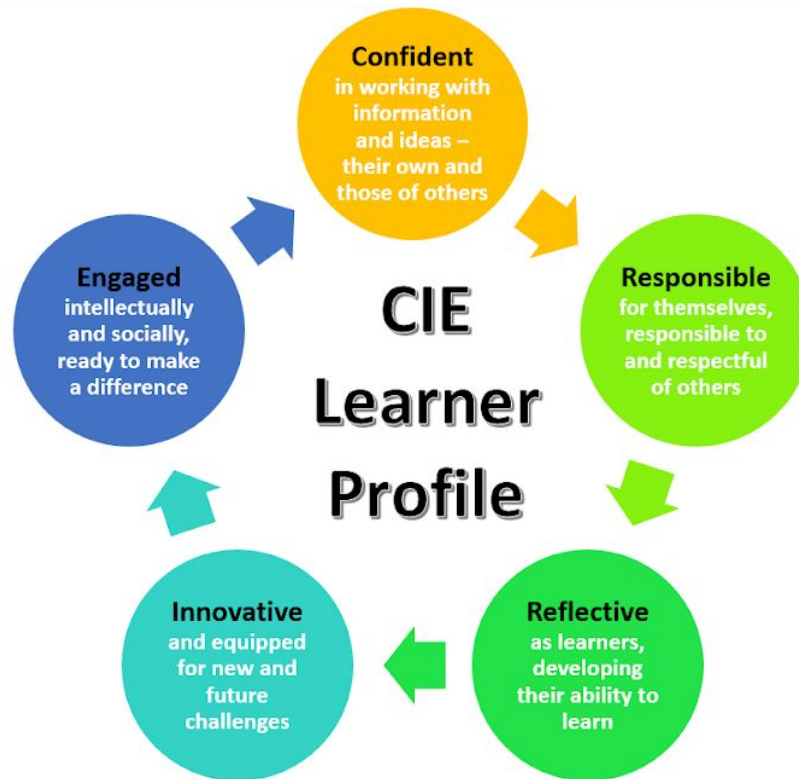 Confident
in working with
information
and ideas –
their own and
those of others
Responsible
for themselves,
responsible to
and respectful
of others
Reflective
as learners,
developing
their ability to
learn
Innovative
and equipped
for new and
future
challenges
Engaged
intellectually
and socially,
ready to make
a difference
CIE
Learner
Profile